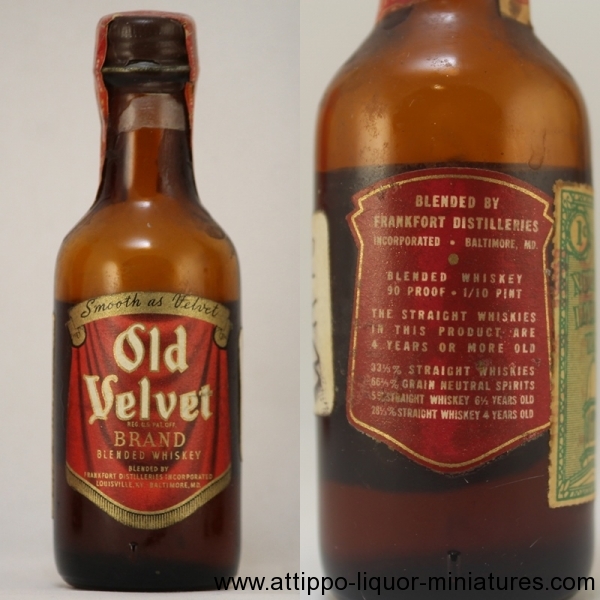 Smooth as Velvet
Old
Velvet
REG. U.S. PAT. OFF.
BRAND
BLENDED WHISKEY
BLENDED BY
FRANKFORT DISTILLERIES INCORPORATED
LOUISVILLE, KY. BALTIMORE, MD.
BLENDED BY
FRANKFORT DISTILLERIES
INCORPORATED • BALTIMORE, MD.
BLENDED WHISKEY
90 PROOF • 1/10 PINT
THE STRAIGHT WHISKIES
IN THIS PRODUCT ARE
4 YEARS OR MORE OLD
33⅓% STRAIGHT WHISKIES
66⅔% GRAIN NEUTRAL SPIRITS
5% STRAIGHT WHISKEY 6½ YEARS OLD
28⅓% STRAIGHT WHISKEY 4 YEARS OLD
www.attippo-liquor-miniatures.com